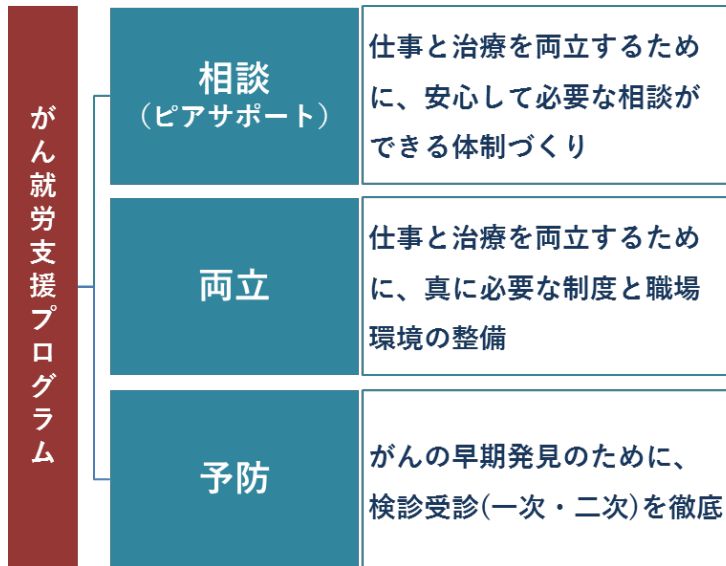 がん就労支援プログラム
相談
（ピアサポート）
仕事と治療を両立するため
に、安心して必要な相談が
できる体制づくり
両立
仕事と治療を両立するため
に、真に必要な制度と職場
環境の整備
予防
がんの早期発見のために、
検診受診(一次・二次)を徹底